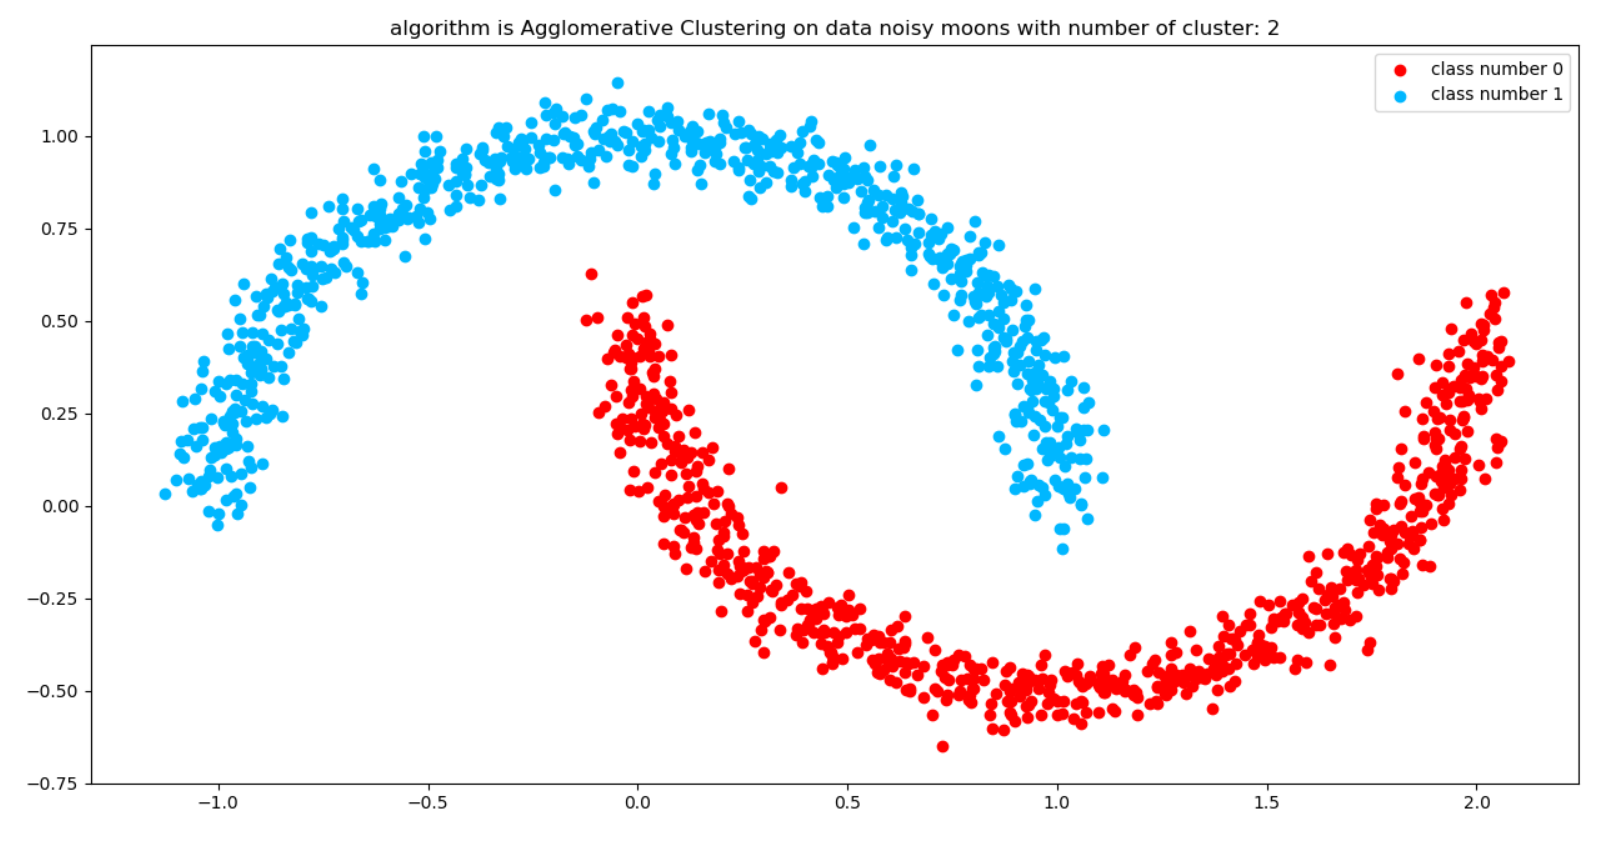 algorithm is Agglomerative Clustering on data noisy moons with number of cluster: 2
class number 0
class number 1
1.00
0.75
0.50
0.25
0.00
−0.25
−0.50
−0.75
−1.0 −0.5 0.0 0.5 1.0 1.5 2.0